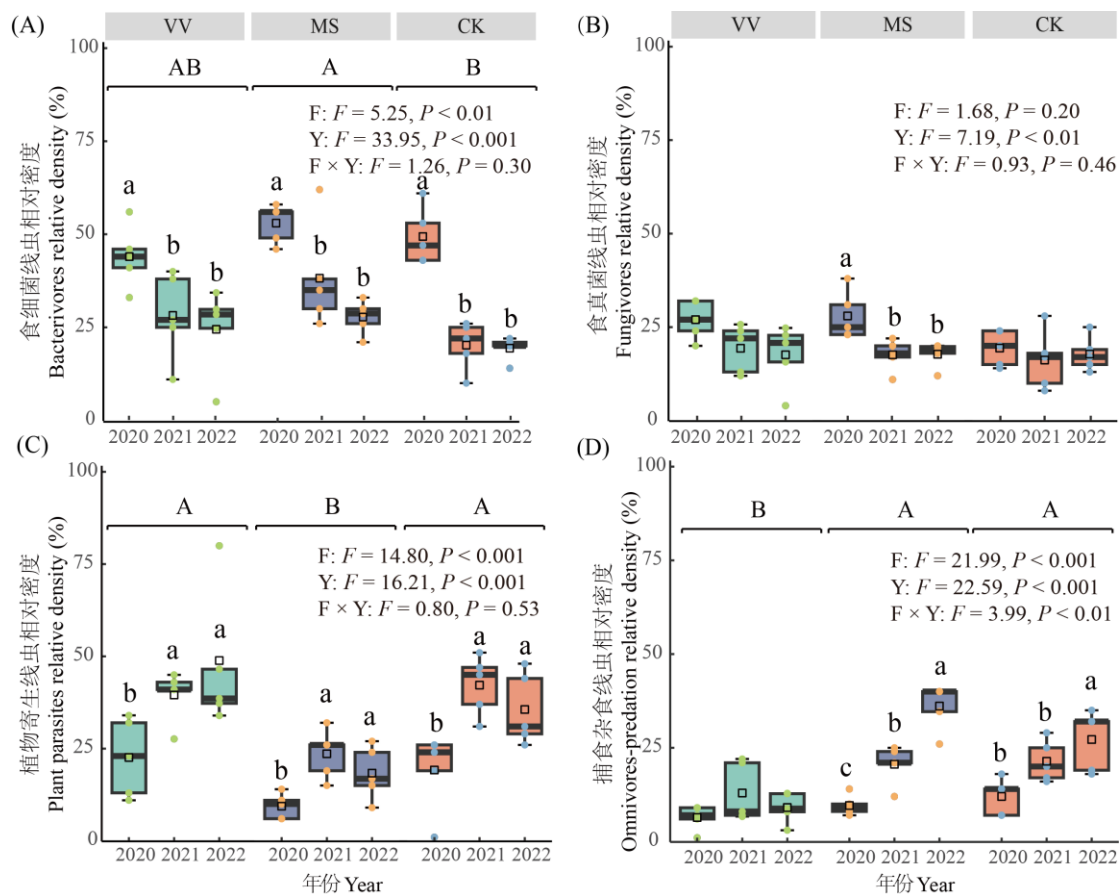 (A)
VV
MS
CK
100
75
50
25
0
食细菌线虫相对密度
Bacterivores relative density (%)
AB
A
B
F: F = 5.25, P < 0.01
Y: F = 33.95, P < 0.001
F × Y: F = 1.26, P = 0.30
a
b
b
a
b
b
a
b
b
2020
2021
2022
2020
2021
2022
2020
2021
2022
(B)
VV
MS
CK
100
75
50
25
0
食真菌线虫相对密度
Fungivores relative density (%)
F: F = 1.68, P = 0.20
Y: F = 7.19, P < 0.01
F × Y: F = 0.93, P = 0.46
a
b
b
2020
2021
2022
2020
2021
2022
2020
2021
2022
(C)
100
75
50
25
0
植物寄生线虫相对密度
Plant parasites relative density (%)
A
B
A
F: F = 14.80, P < 0.001
Y: F = 16.21, P < 0.001
F × Y: F = 0.80, P = 0.53
b
a
a
b
a
a
b
a
a
2020
2021
2022
2020
2021
2022
2020
2021
2022
年份 Year
(D)
100
75
50
25
0
捕食杂食线虫相对密度
Omnivores-predation relative density (%)
B
A
A
F: F = 21.99, P < 0.001
Y: F = 22.59, P < 0.001
F × Y: F = 3.99, P < 0.01
c
b
a
b
b
a
2020
2021
2022
2020
2021
2022
2020
2021
2022
年份 Year